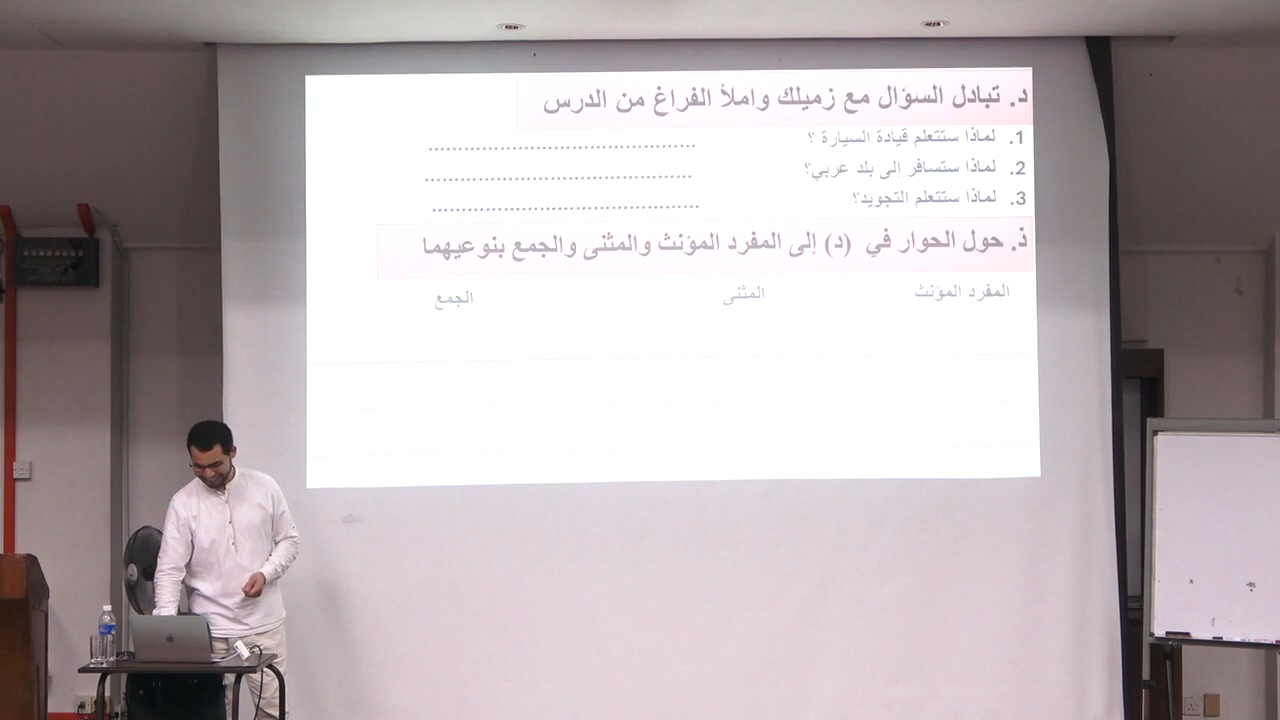 د. تبادل السؤال مع زميلك واملأ الفراغ من الدرس
1. لماذا ستتعلم قيادة السيارة ؟ ............................................
2. لماذا ستسافر إلى بلد عربي؟ ............................................
3. لماذا ستتعلم التجويد؟ ............................................
ذ. حول الحوار في (د) إلى المفرد المؤنث والمثنى والجمع بنوعيهما
المفرد المؤنث المثنى الجمع